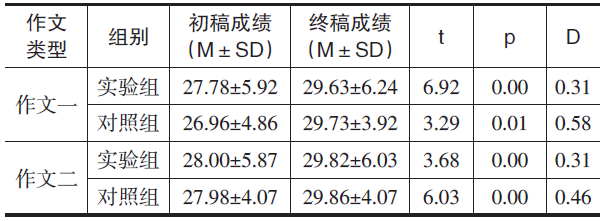 作文类型 组别 初稿成绩（M±SD） 终稿成绩（M±SD） t p D
作文一 实验组 27.78±5.92 29.63±6.24 6.92 0.00 0.31
对照组 26.96±4.86 29.73±3.92 3.29 0.01 0.58
作文二 实验组 28.00±5.87 29.82±6.03 3.68 0.00 0.31
对照组 27.98±4.07 29.86±4.07 6.03 0.00 0.46